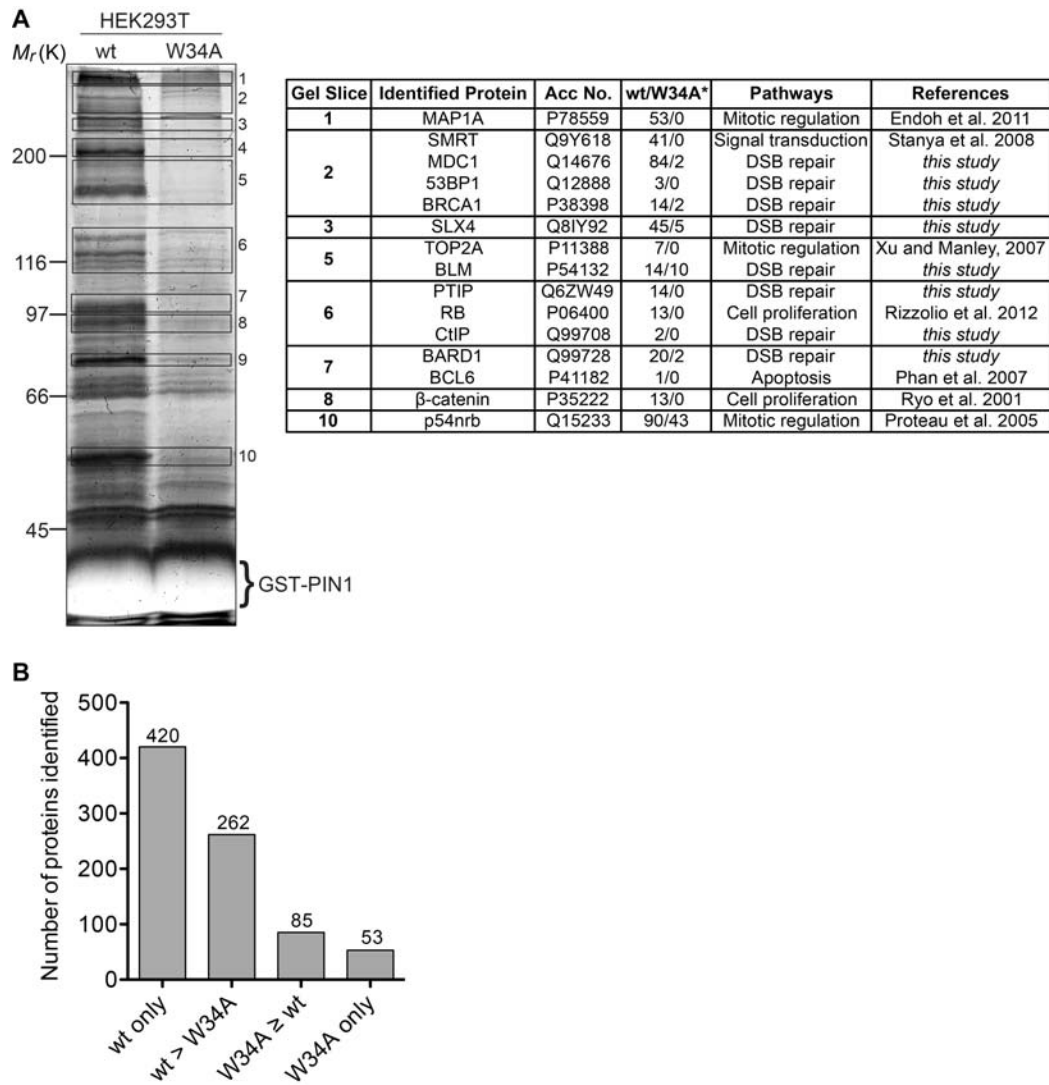 A
HEK293T
Mr (K) wt W34A
1
2
3
4
5
6
7
8
9
10
200
116
97
66
45
GST-PIN1
Gel Slice Identified Protein Acc No. wt/W34A* Pathways References
1 MAP1A P78559 53/0 Mitotic regulation Endoh et al. 2011
2 SMRT Q9Y618 41/0 Signal transduction Stanya et al. 2008
MDC1 Q14676 84/2 DSB repair this study
53BP1 Q12888 3/0 DSB repair this study
BRCA1 P38398 14/2 DSB repair this study
3 SLX4 Q8IY92 45/5 DSB repair this study
5 TOP2A P11388 7/0 Mitotic regulation Xu and Manley, 2007
BLM P54132 14/10 DSB repair this study
6 PTIP Q6ZW49 14/0 DSB repair this study
RB P06400 13/0 Cell proliferation Rizzolio et al. 2012
CtIP Q99708 2/0 DSB repair this study
7 BARD1 Q99728 20/2 DSB repair this study
BCL6 P41182 1/0 Apoptosis Phan et al. 2007
8 β-catenin P35222 13/0 Cell proliferation Ryo et al. 2001
10 p54nrb Q15233 90/43 Mitotic regulation Proteau et al. 2005
B
Number of proteins identified
500
400
300
200
100
0
420
262
85
53
wt only
wt > W34A
W34A ≥ wt
W34A only